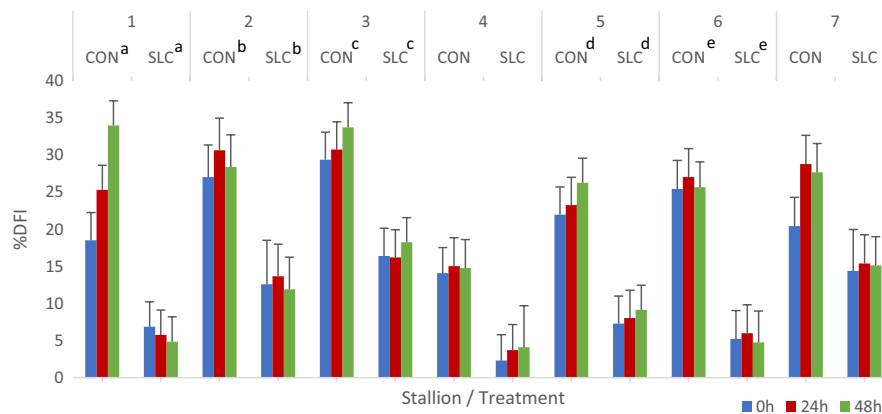 1 2 3 4 5 6 7
CONa SLCa CONb SLCb CONc SLCc CON SLC CONd SLCd CONe SLCe CON SLC
40
35
30
25
20
15
10
5
0
%DFI
Stallion / Treatment
0h 24h 48h